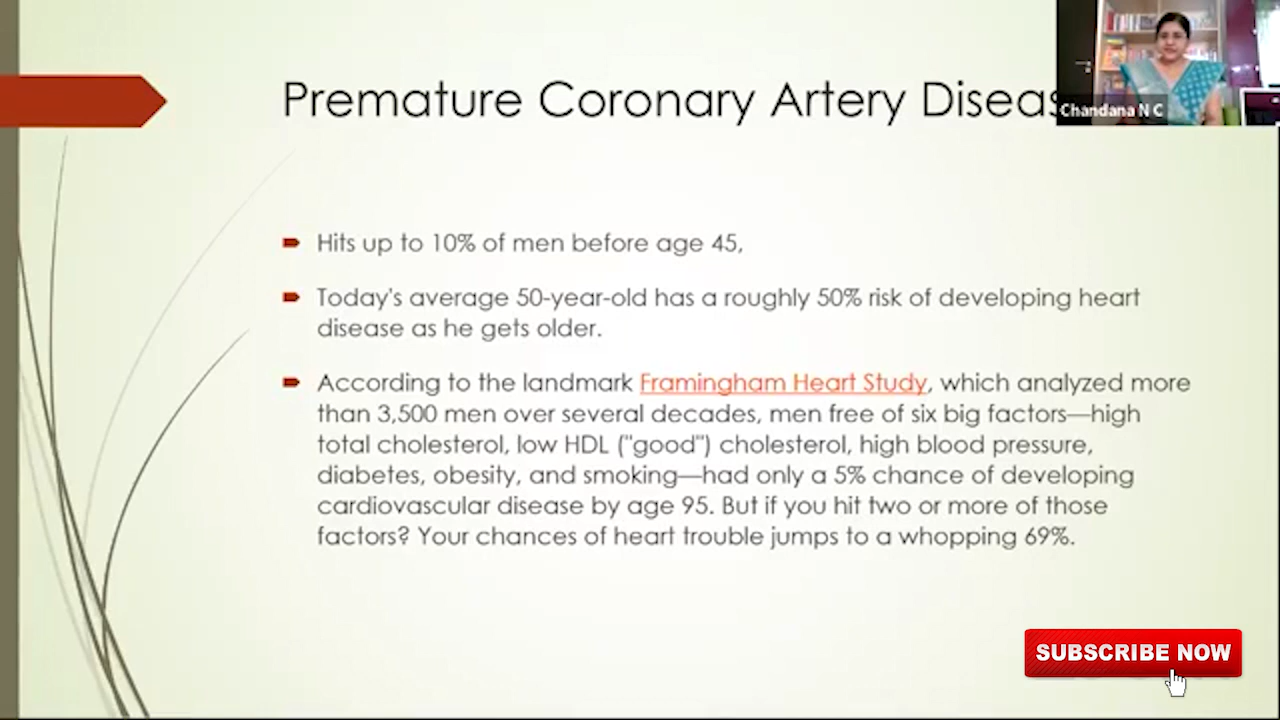 Premature Coronary Artery Diseas
Chandana N C
Hits up to 10% of men before age 45,
Today's average 50-year-old has a roughly 50% risk of developing heart
disease as he gets older.
According to the landmark Framingham Heart Study, which analyzed more
than 3,500 men over several decades, men free of six big factors—high
total cholesterol, low HDL ("good") cholesterol, high blood pressure,
diabetes, obesity, and smoking—had only a 5% chance of developing
cardiovascular disease by age 95. But if you hit two or more of those
factors? Your chances of heart trouble jumps to a whopping 69%.
SUBSCRIBE NOW